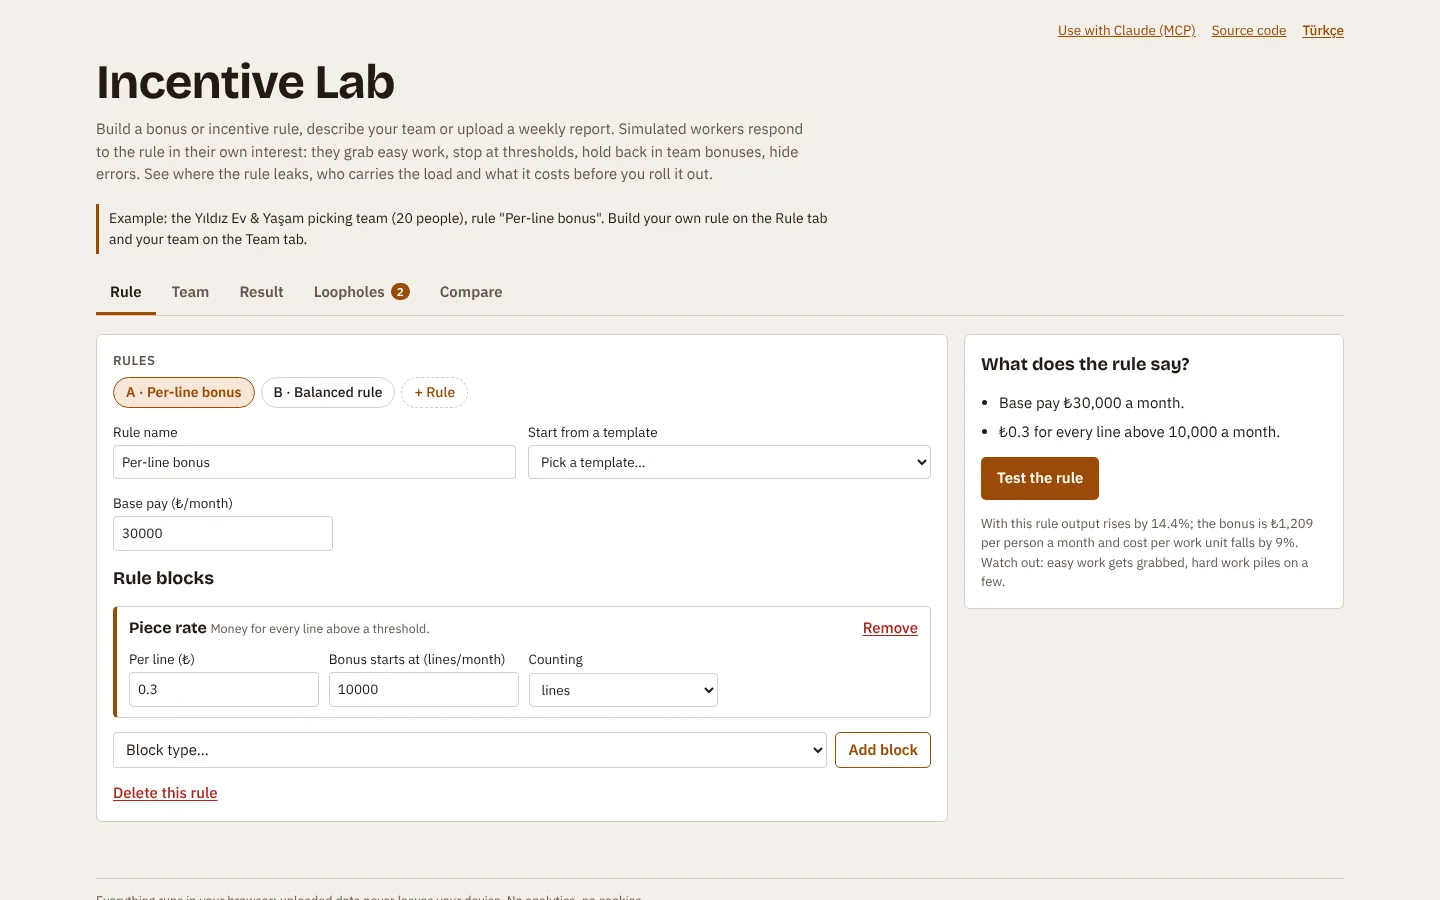 Use with Claude (MCP) Source code Türkçe
Incentive Lab
Build a bonus or incentive rule, describe your team or upload a weekly report. Simulated workers respond
to the rule in their own interest: they grab easy work, stop at thresholds, hold back in team bonuses, hide
errors. See where the rule leaks, who carries the load and what it costs before you roll it out.
Example: the Yıldız Ev & Yaşam picking team (20 people), rule "Per-line bonus". Build your own rule on the Rule tab
and your team on the Team tab.
Rule Team Result Loopholes 2 Compare
RULES
A · Per-line bonus B · Balanced rule + Rule
Rule name Start from a template
Per-line bonus Pick a template...
Base pay (₺/month)
30000
Rule blocks
Piece rate Money for every line above a threshold. Remove
Per line (₺) Bonus starts at (lines/month) Counting
0.3 10000 lines
Block type... Add block
Delete this rule
What does the rule say?
• Base pay ₺30,000 a month.
• ₺0.3 for every line above 10,000 a month.
Test the rule
With this rule output rises by 14.4%; the bonus is ₺1,209
per person a month and cost per work unit falls by 9%.
Watch out: easy work gets grabbed, hard work piles on a
few.